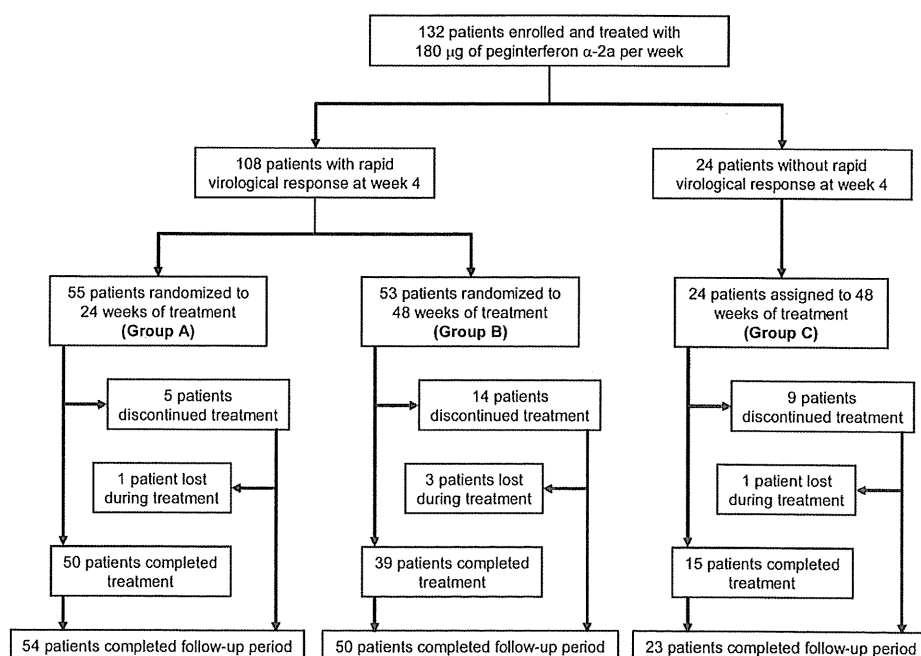 132 patients enrolled and treated with
180 µg of peginterferon α-2a per week
108 patients with rapid
virological response at week 4
24 patients without rapid
virological response at week 4
55 patients randomized to
24 weeks of treatment
(Group A)
53 patients randomized to
48 weeks of treatment
(Group B)
24 patients assigned to 48
weeks of treatment
(Group C)
5 patients
discontinued treatment
14 patients
discontinued treatment
9 patients
discontinued treatment
1 patient lost
during treatment
3 patients lost
during treatment
1 patient lost
during treatment
50 patients completed
treatment
39 patients completed
treatment
15 patients completed
treatment
54 patients completed follow-up period
50 patients completed follow-up period
23 patients completed follow-up period